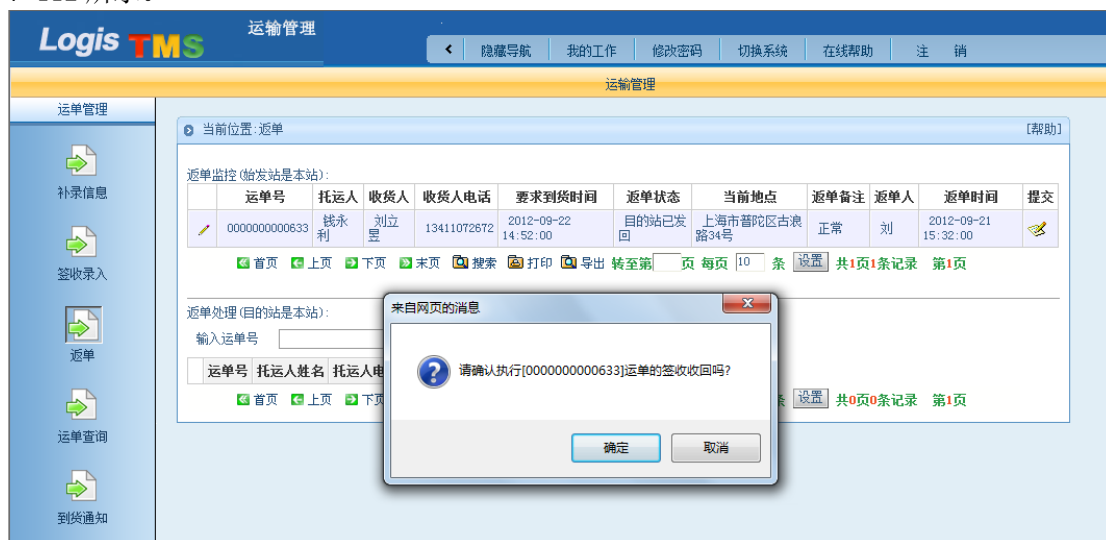 Logis TMS
运输管理
隐藏导航 我的工作 修改密码 切换系统 在线帮助 注 销
运输管理
运单管理
补录信息
签收录入
返单
运单查询
到货通知
当前位置:返单 [帮助]
返单监控(始发站是本站):
运单号 托运人 收货人 收货人电话 要求到货时间 返单状态 当前地点 返单备注 返单人 返单时间 提交
0000000000633 钱永利 刘立昱 13411072672 2012-09-22 14:52:00 目的站已发回 上海市普陀区古浪路34号 正常 刘 2012-09-21 15:32:00
首页 上页 下页 末页 搜索 打印 导出 转至第 页 每页 10 条 设置 共1页1条记录 第1页
返单处理(目的站是本站):
输入运单号
运单号 托运人姓名 托运人电
首页 上页 下页 条 设置 共0页0条记录 第1页
来自网页的消息
请确认执行[0000000000633]运单的签收收回吗?
确定 取消